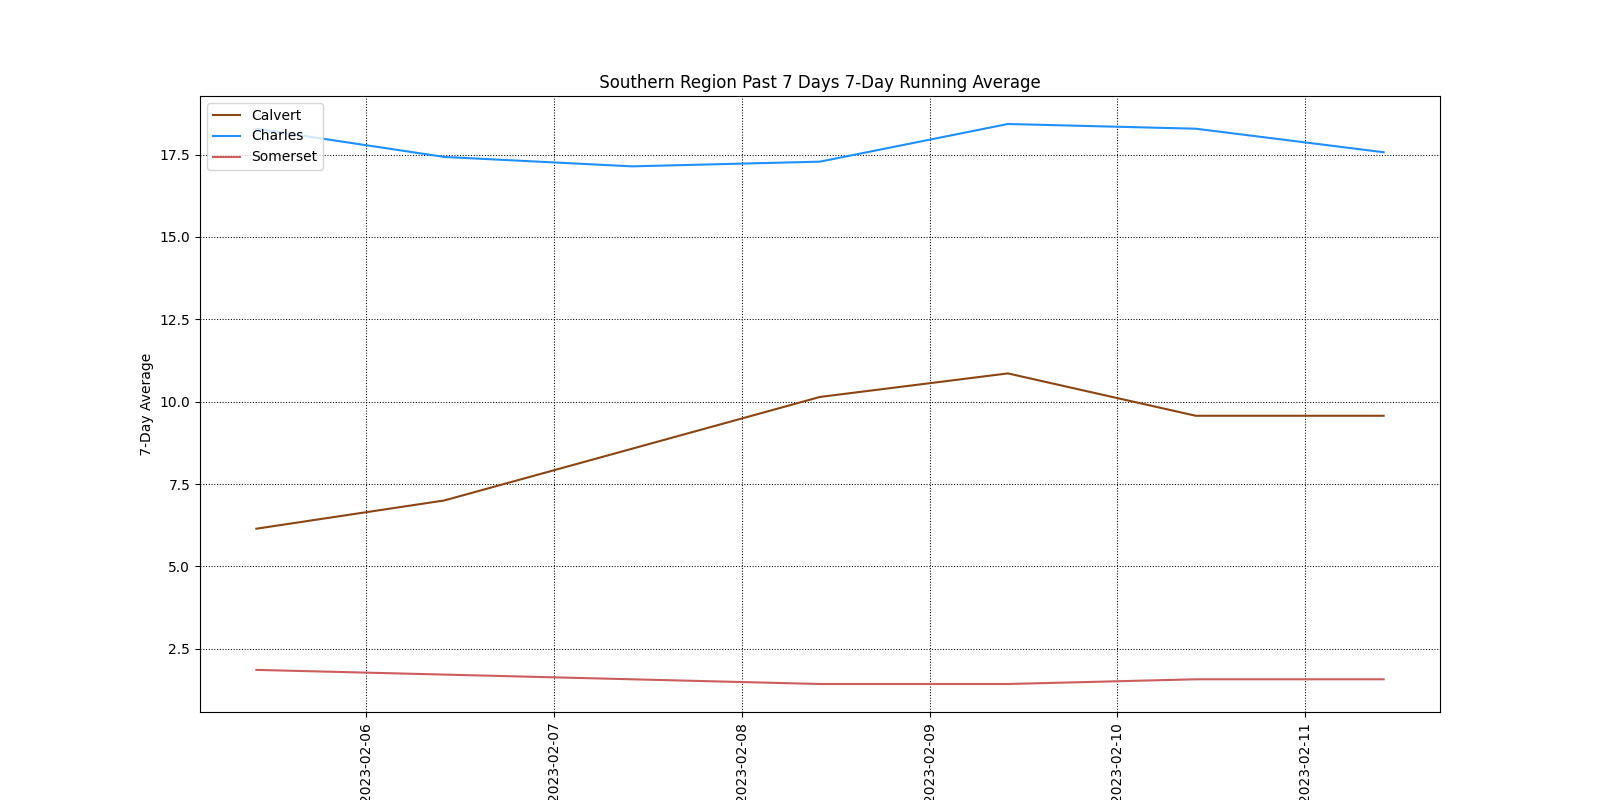 Southern Region Past 7 Days 7-Day Running Average
Calvert
Charles
Somerset
17.5
15.0
12.5
10.0
7.5
5.0
2.5
7-Day Average
2023-02-06
2023-02-07
2023-02-08
2023-02-09
2023-02-10
2023-02-11